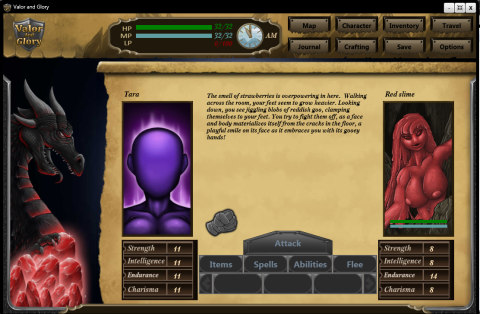 Valor and Glory
Valor
and
Glory
HP 32/32
MP 32/32
LP
AM
Map
Character
Inventory
Travel
Journal
Crafting
Save
Options
Tara
The smell of strawberries is overpowering in here. Walking
across the room, your feet seem to grow heavier. Looking
down, you see jiggling blobs of reddish goo, clamping
themselves to your feet. You try to fight them off, as a face
and body materializes itself from the cracks in the floor, a
playful smile on its face as it embraces you with its gooey
hands!
Red slime
Strength 11
Intelligence 11
Endurance 11
Charisma 11
Attack
Items
Spells
Abilities
Flee
Strength 8
Intelligence 8
Endurance 14
Charisma 8